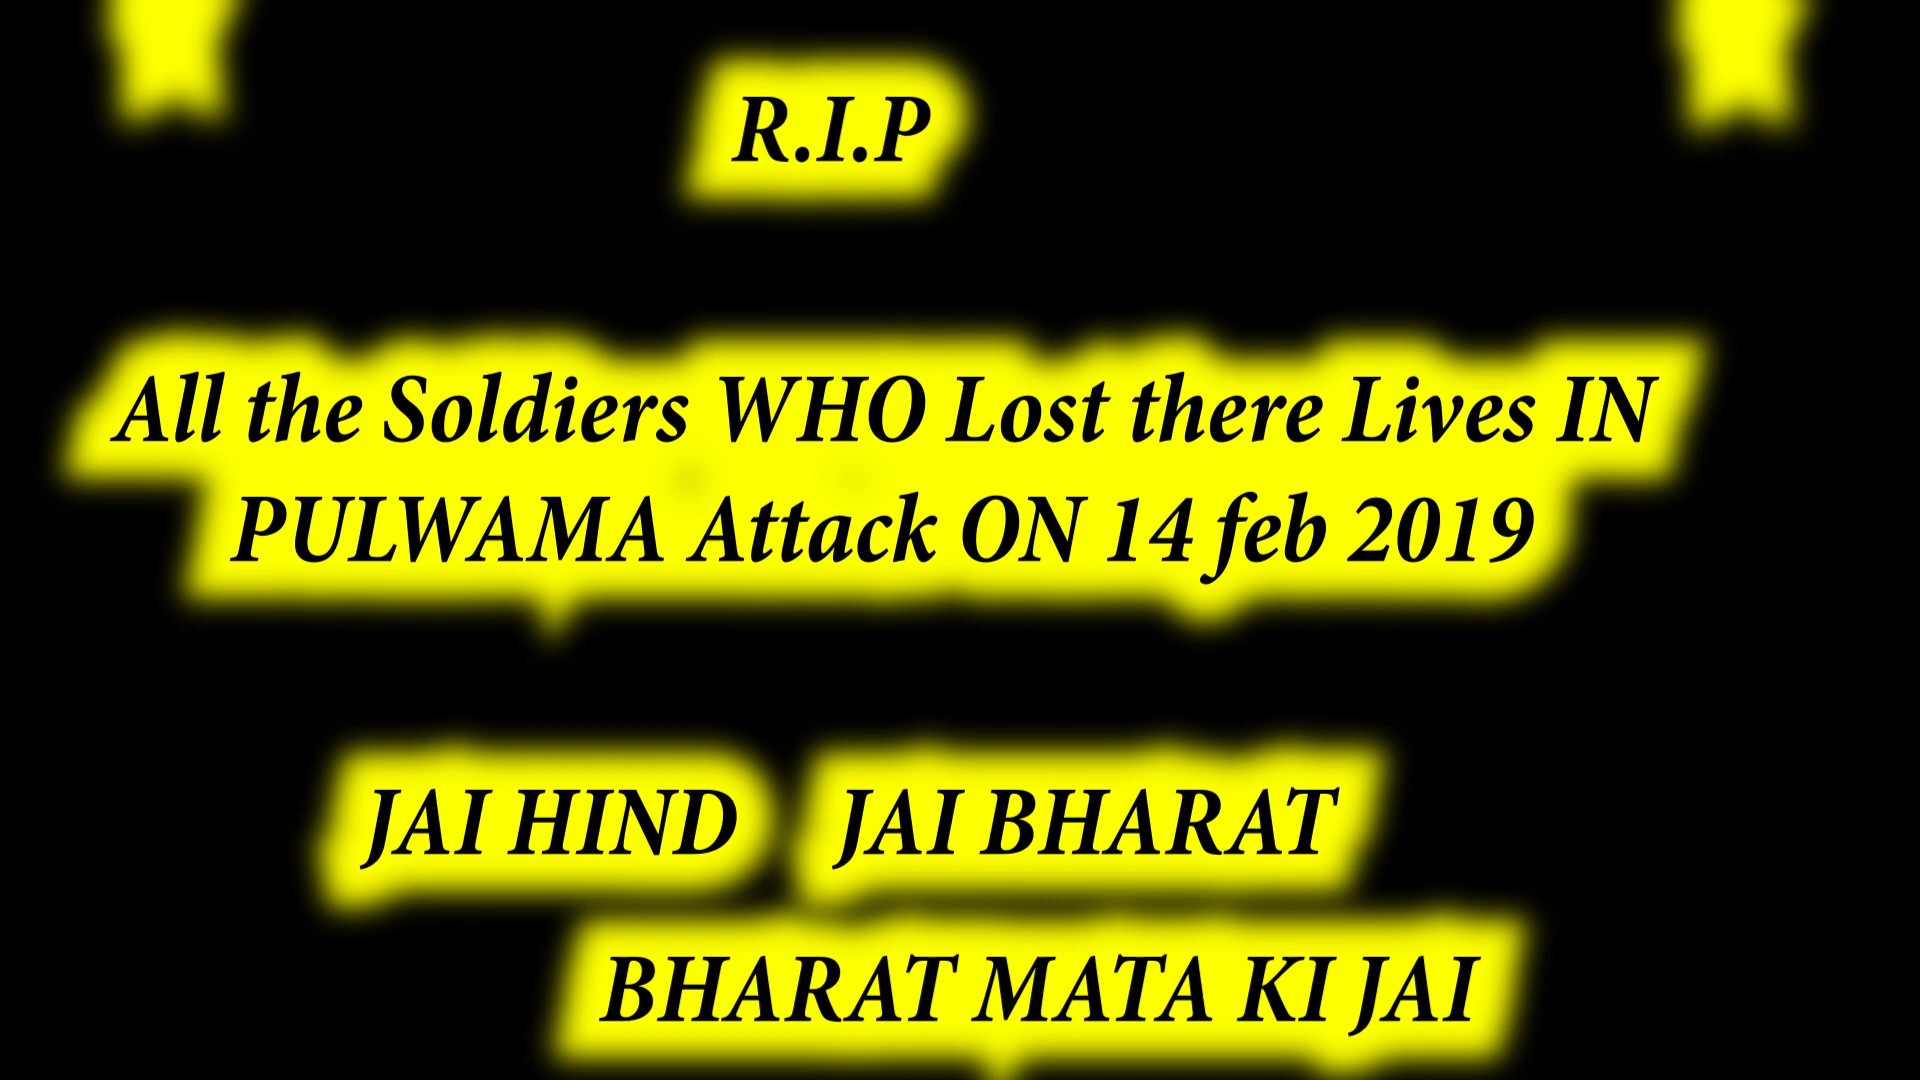 R.I.P
All the Soldiers WHO Lost there Lives IN
PULWAMA Attack ON 14 feb 2019
JAI HIND JAI BHARAT
BHARAT MATA KI JAI